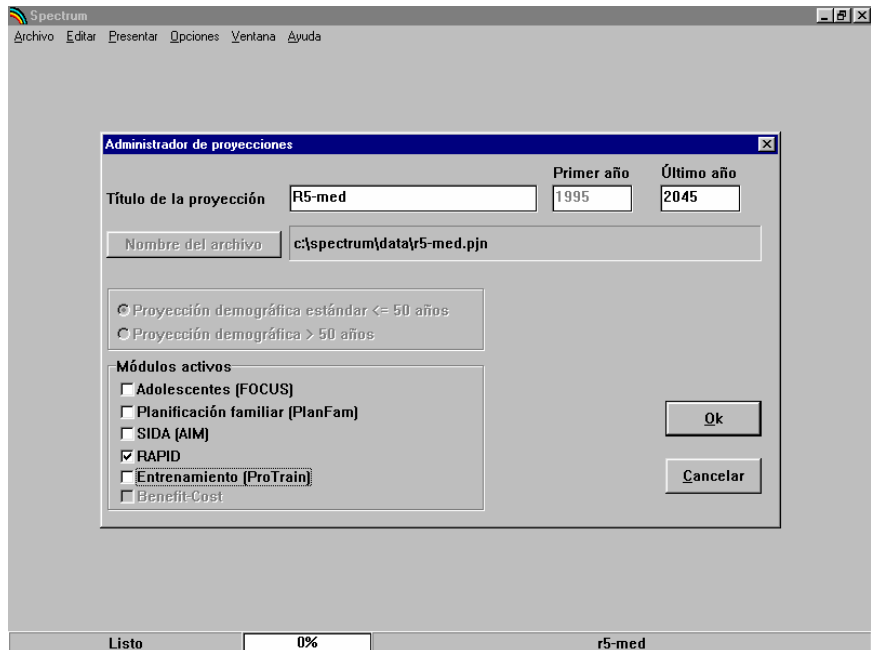 Spectrum
Archivo Editar Presentar Opciones Ventana Ayuda
Administrador de proyecciones
Primer año Último año
Título de la proyección R5-med 1995 2045
Nombre del archivo c:\spectrum\data\r5-med.pjn
Proyección demográfica estándar <= 50 años
Proyección demográfica > 50 años
Módulos activos
Adolescentes (FOCUS)
Planificación familiar (PlanFam)
SIDA (AIM)
RAPID
Entrenamiento (ProTrain)
Benefit-Cost
Ok
Cancelar
Listo 0% r5-med